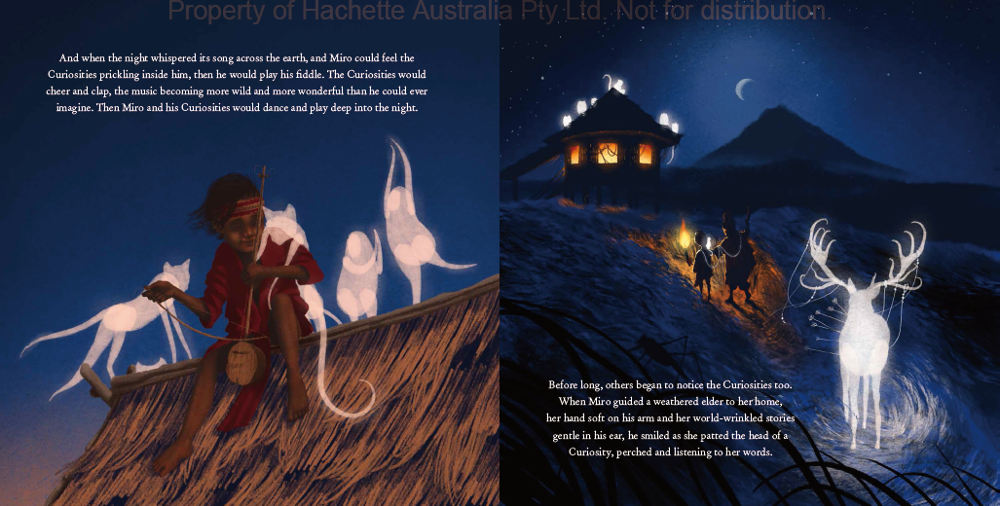 Property of Hachette Australia Pty Ltd. Not for distribution.
And when the night whispered its song across the earth, and Miro could feel the
Curiosities prickling inside him, then he would play his fiddle. The Curiosities would
cheer and clap, the music becoming more wild and more wonderful than he could ever
imagine. Then Miro and his Curiosities would dance and play deep into the night.
Before long, others began to notice the Curiosities too.
When Miro guided a weathered elder to her home,
her hand soft on his arm and her world-wrinkled stories
gentle in his ear, he smiled as she patted the head of a
Curiosity, perched and listening to her words.